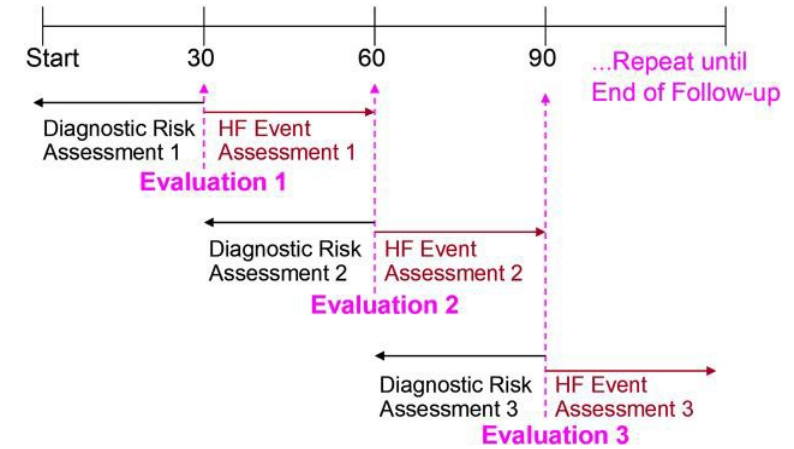 Start 30 60 90 ...Repeat until
End of Follow-up
Diagnostic Risk HF Event
Assessment 1 Assessment 1
Evaluation 1
Diagnostic Risk HF Event
Assessment 2 Assessment 2
Evaluation 2
Diagnostic Risk HF Event
Assessment 3 Assessment 3
Evaluation 3